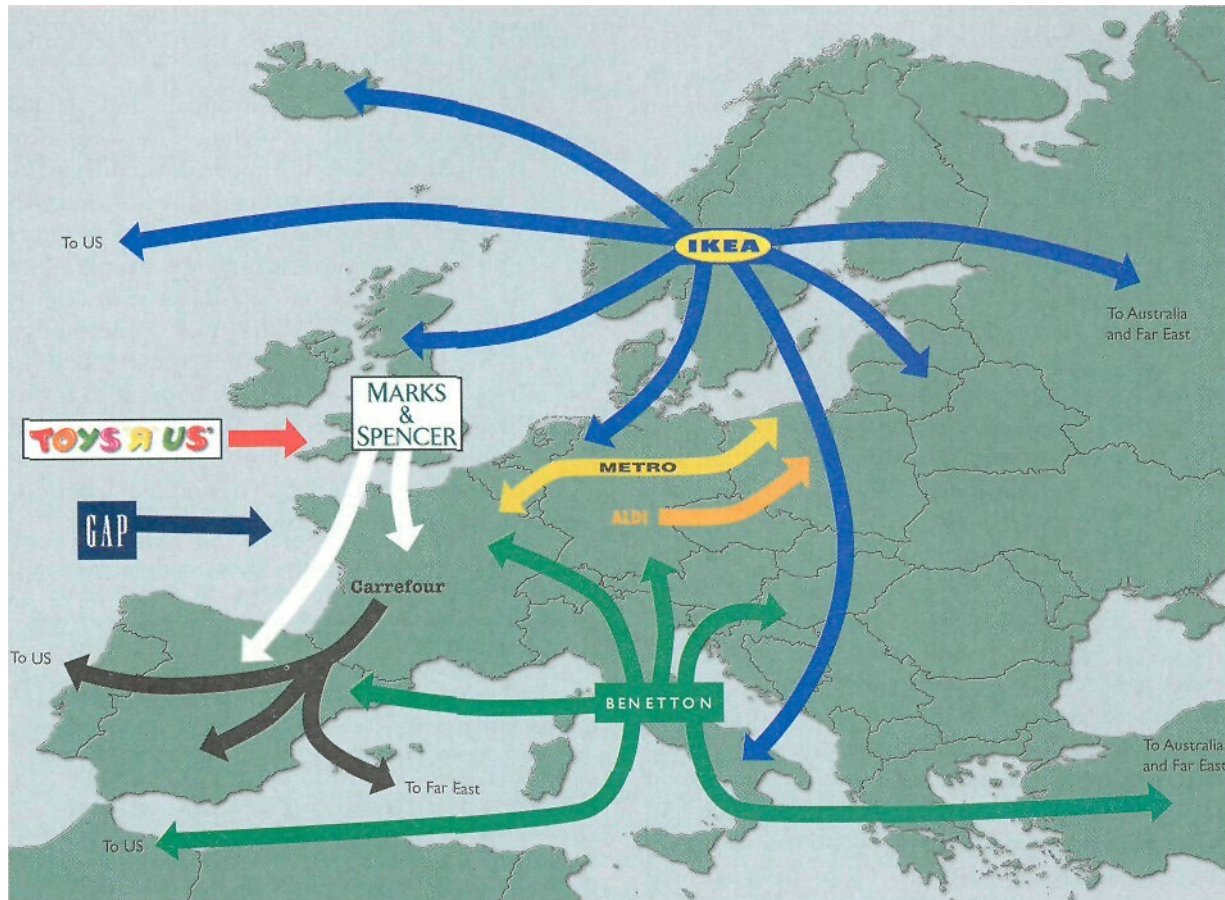 To US
IKEA
To Australia
and Far East
MARKS
&
SPENCER
TOYS Я US
METRO
GAP
ALDI
Carrefour
To US
BENETTON
To Australia
and Far East
To Far East
To US